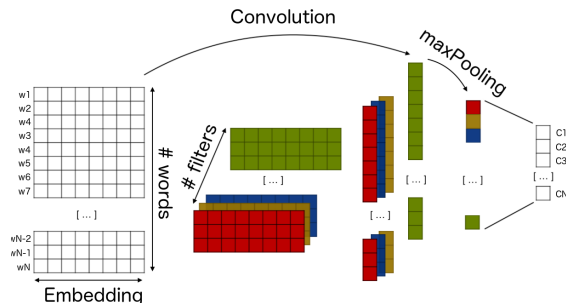 Convolution
maxPooling
w1
w2
w4
w3
w4
w5
w6
w7
[ ... ]
wN-2
wN-1
wN
# words
Embedding
# filters
[ ... ]
[ ... ]
[ ... ]
[ ... ]
[ ... ]
C1
C2
C3
[ ... ]
CN